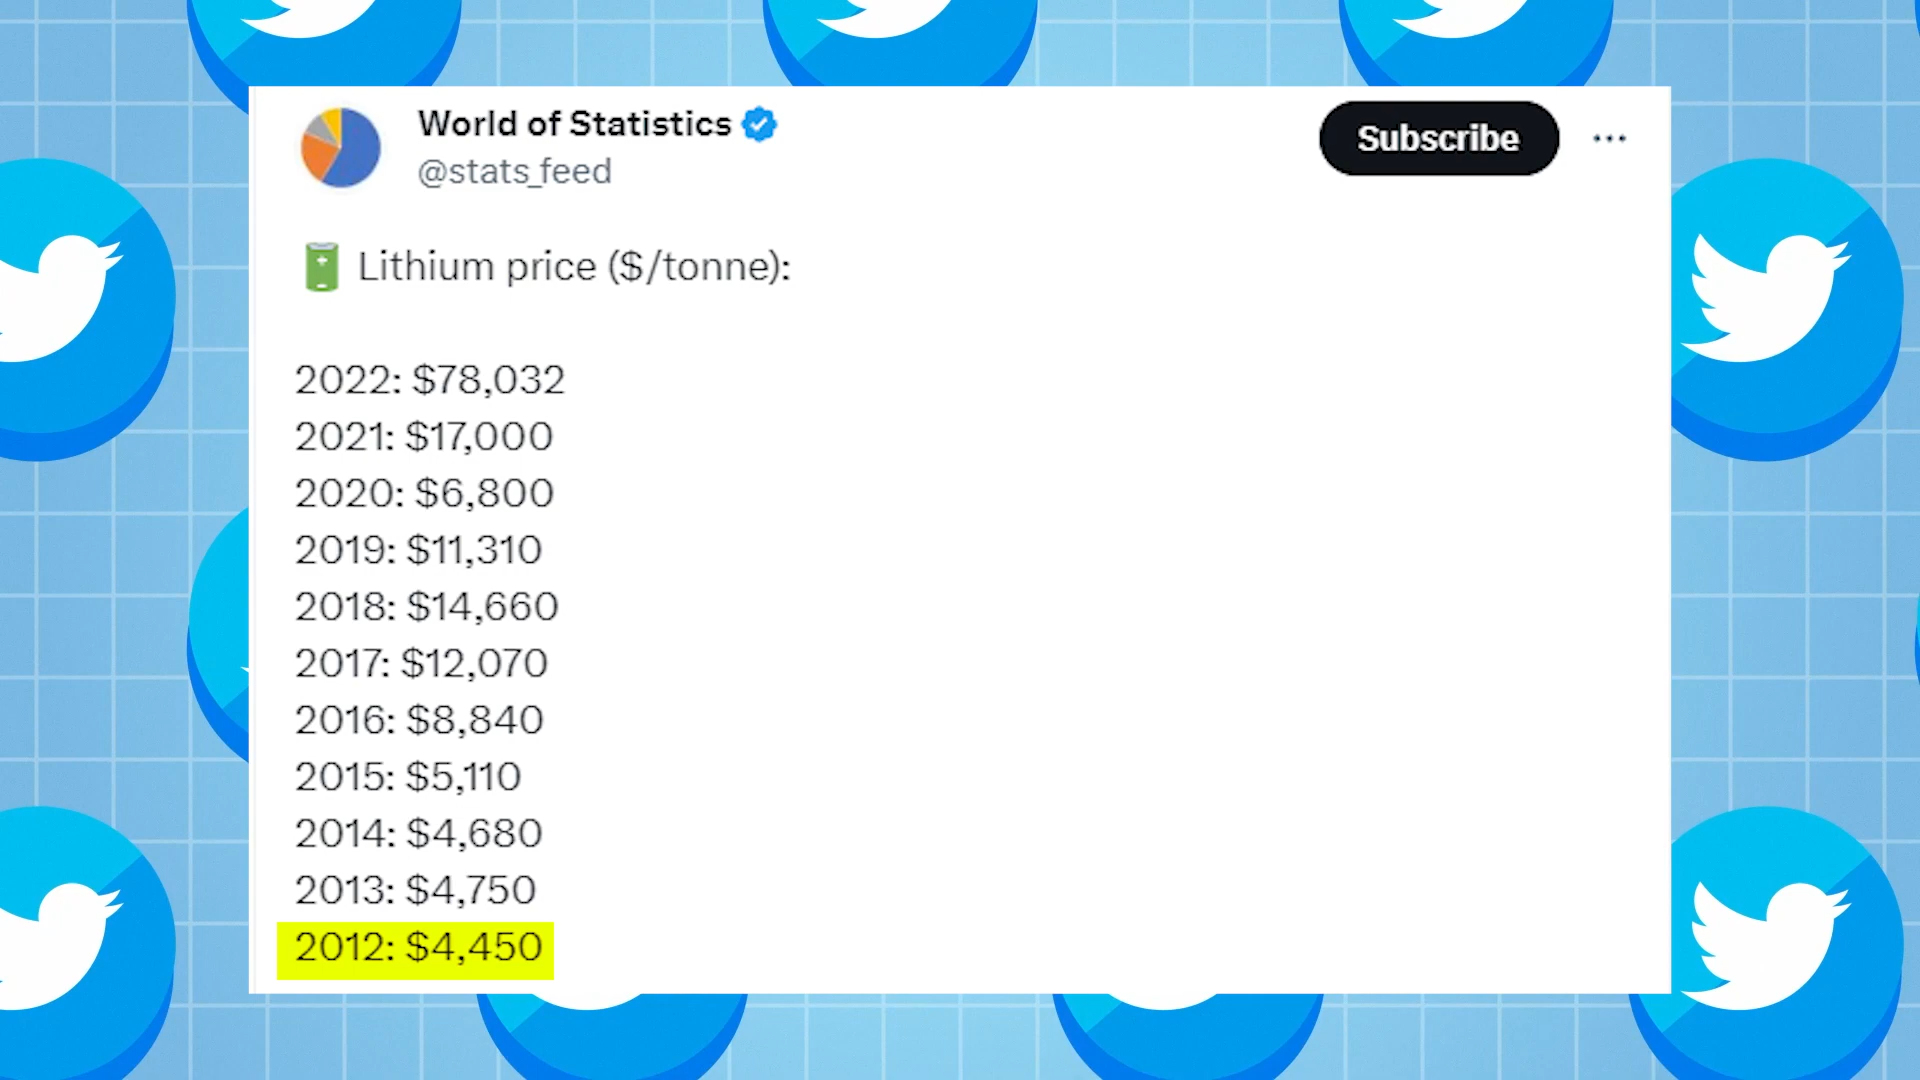 World of Statistics
@stats_feed
Subscribe
Lithium price ($/tonne):
2022: $78,032
2021: $17,000
2020: $6,800
2019: $11,310
2018: $14,660
2017: $12,070
2016: $8,840
2015: $5,110
2014: $4,680
2013: $4,750
2012: $4,450